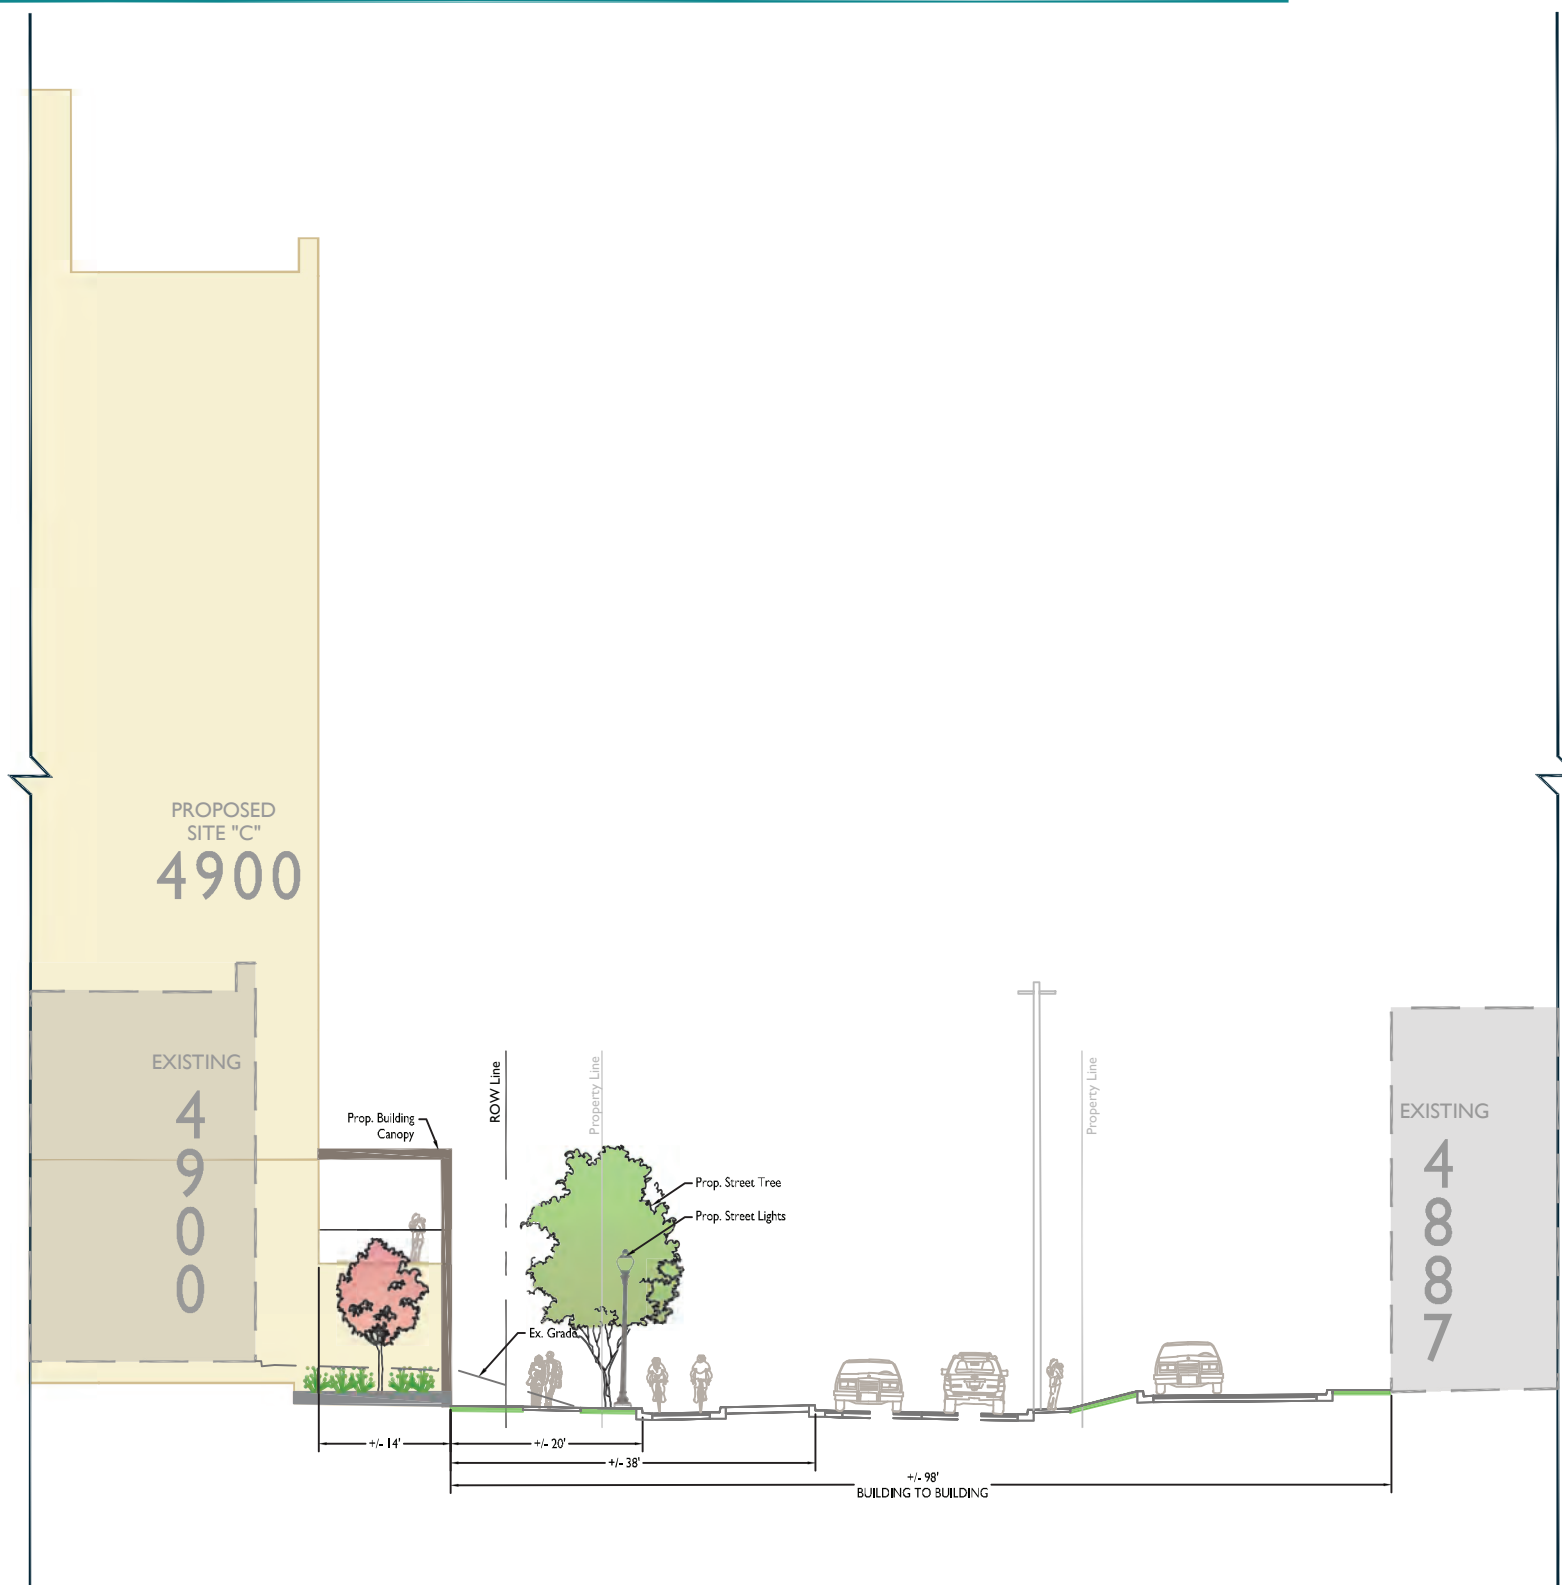 PROPOSED
SITE "C"
4900
EXISTING
4
9
0
0
Prop. Building
Canopy
ROW Line
Property Line
Prop. Street Tree
Prop. Street Lights
Ex. Grade
Property Line
EXISTING
4
8
8
7
+/- 14'
+/- 20'
+/- 38'
+/- 98'
BUILDING TO BUILDING